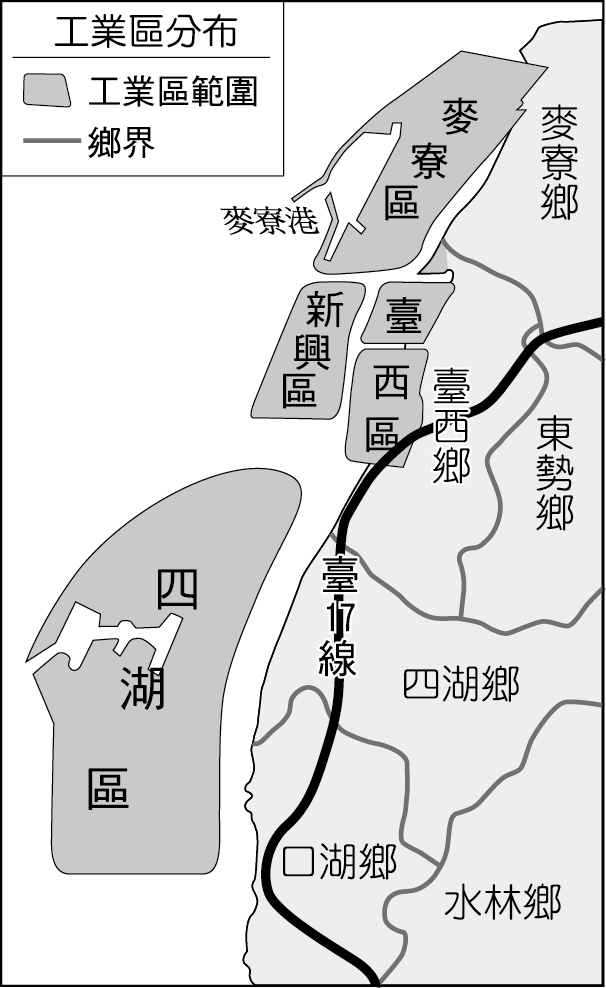 工業區分布
工業區範圍
鄉界
麥寮區
麥寮鄉
麥寮港
新興區
臺西區
臺西鄉
東勢鄉
四湖區
臺17線
四湖鄉
口湖鄉
水林鄉